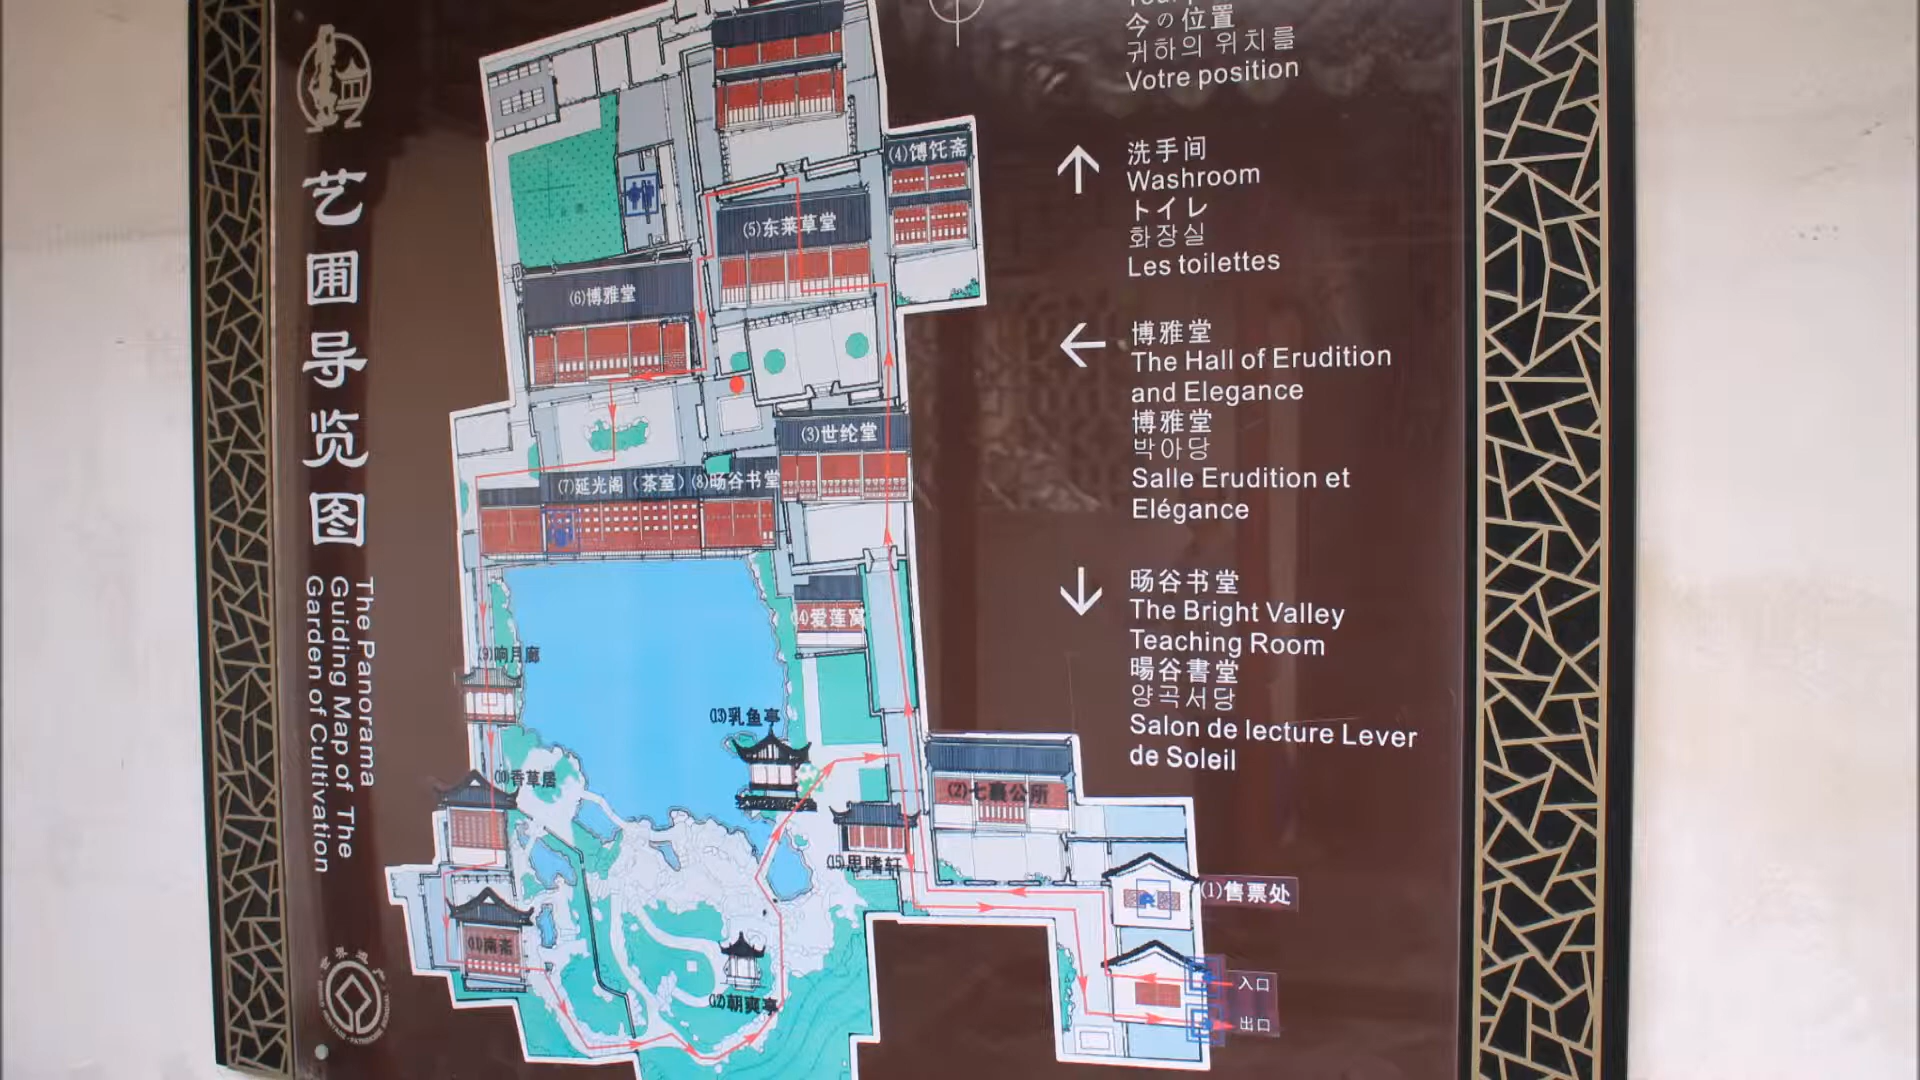 艺圃导览图
The Panorama
Guiding Map of The
Garden of Cultivation
今の位置
귀하의 위치를
Votre position
洗手间
Washroom
トイレ
화장실
Les toilettes
博雅堂
The Hall of Erudition
and Elegance
博雅堂
박아당
Salle Erudition et
Elégance
旸谷书堂
The Bright Valley
Teaching Room
暘谷書堂
양곡서당
Salon de lecture Lever
de Soleil
(4)馎饦斋
(5)东莱草堂
(6)博雅堂
(3)世纶堂
(7)延光阁(茶室)
(8)旸谷书堂
(14)爱莲窝
(9)响月廊
(13)乳鱼亭
(10)香草居
(2)七襄公所
(15)思嗜轩
(1)售票处
(11)南斋
(12)朝爽亭
入口
出口